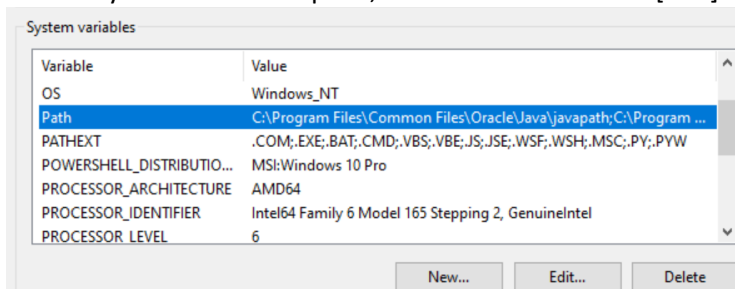 System variables
Variable Value
OS Windows_NT
Path C:\Program Files\Common Files\Oracle\Java\javapath;C:\Program ...
PATHEXT .COM;.EXE;.BAT;.CMD;.VBS;.VBE;.JS;.JSE;.WSF;.WSH;.MSC;.PY;.PYW
POWERSHELL_DISTRIBUTIO... MSI:Windows 10 Pro
PROCESSOR_ARCHITECTURE AMD64
PROCESSOR_IDENTIFIER Intel64 Family 6 Model 165 Stepping 2, GenuineIntel
PROCESSOR_LEVEL 6
New... Edit... Delete